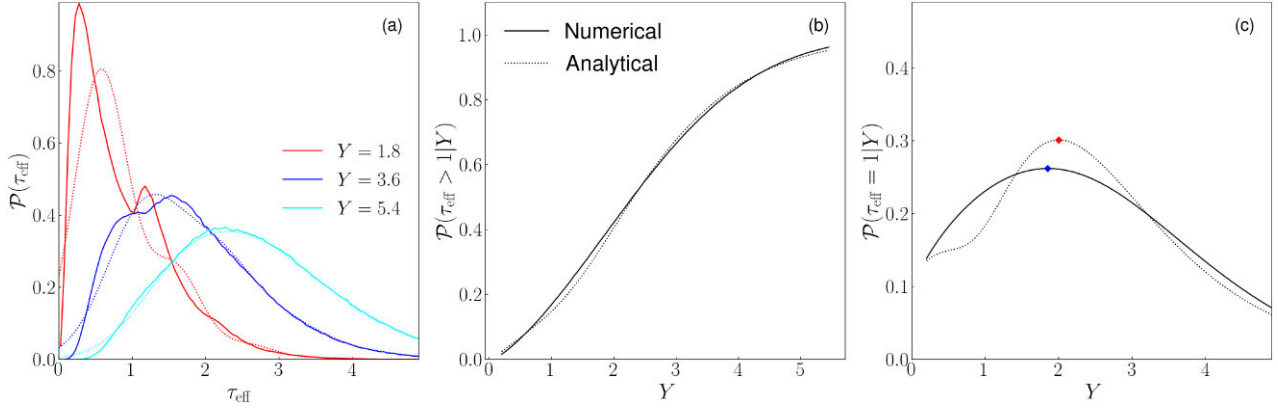 (a)
0.8
0.6
0.4
0.2
0.0
𝒫(τ_eff)
Y = 1.8
Y = 3.6
Y = 5.4
0 1 2 3 4
τ_eff
(b)
1.0
0.8
0.6
0.4
0.2
0.0
𝒫(τ_eff > 1|Y)
Numerical
Analytical
0 1 2 3 4 5
Y
(c)
0.4
0.3
0.2
0.1
0.0
𝒫(τ_eff = 1|Y)
0 1 2 3 4
Y